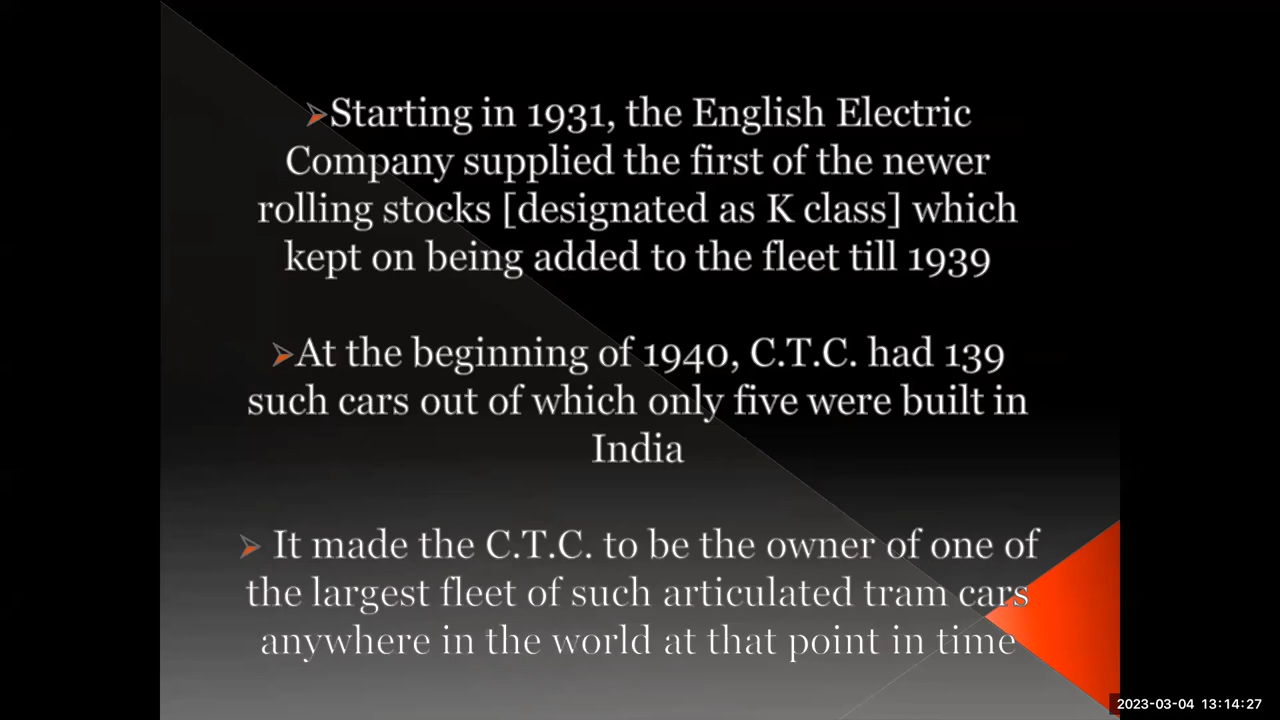 Starting in 1931, the English Electric
Company supplied the first of the newer
rolling stocks [designated as K class] which
kept on being added to the fleet till 1939
At the beginning of 1940, C.T.C. had 139
such cars out of which only five were built in
India
It made the C.T.C. to be the owner of one of
the largest fleet of such articulated tram cars
anywhere in the world at that point in time
2023-03-04 13:14:27